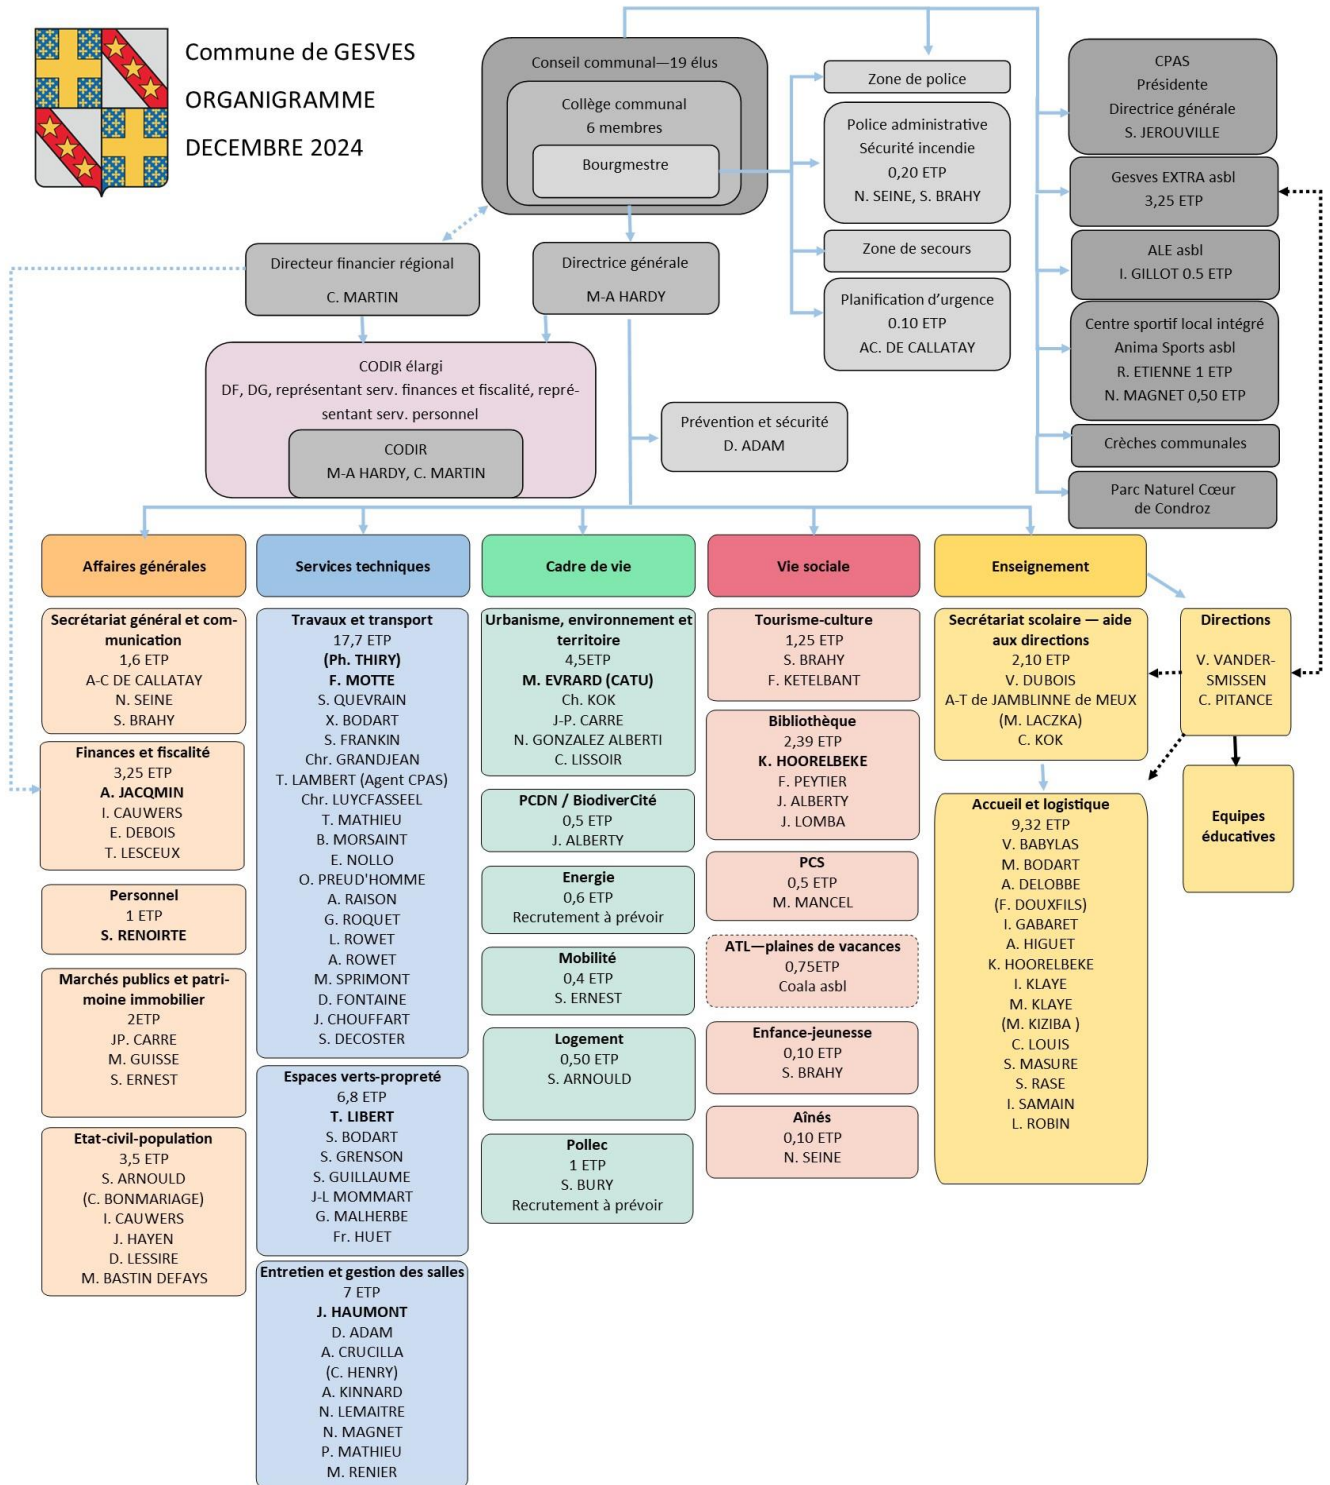 Commune de GESVES
ORGANIGRAMME
DECEMBRE 2024
Conseil communal—19 élus
Collège communal
6 membres
Bourgmestre
Zone de police
Police administrative
Sécurité incendie
0,20 ETP
N. SEINE, S. BRAHY
Zone de secours
Planification d’urgence
0.10 ETP
AC. DE CALLATAY
CPAS
Présidente
Directrice générale
S. JEROUVILLE
Gesves EXTRA asbl
3,25 ETP
ALE asbl
I. GILLOT 0.5 ETP
Centre sportif local intégré
Anima Sports asbl
R. ETIENNE 1 ETP
N. MAGNET 0,50 ETP
Crèches communales
Parc Naturel Cœur
de Condroz
Directeur financier régional
C. MARTIN
Directrice générale
M-A HARDY
CODIR élargi
DF, DG, représentant serv. finances et fiscalité, repré-
sentant serv. personnel
CODIR
M-A HARDY, C. MARTIN
Prévention et sécurité
D. ADAM
Affaires générales
Secrétariat général et com-
munication
1,6 ETP
A-C DE CALLATAY
N. SEINE
S. BRAHY
Finances et fiscalité
3,25 ETP
A. JACQMIN
I. CAUWERS
E. DEBOIS
T. LESCEUX
Personnel
1 ETP
S. RENOIRTE
Marchés publics et patri-
moine immobilier
2ETP
JP. CARRE
M. GUISSE
S. ERNEST
Etat-civil-population
3,5 ETP
S. ARNOULD
(C. BONMARIAGE)
I. CAUWERS
J. HAYEN
D. LESSIRE
M. BASTIN DEFAYS
Services techniques
Travaux et transport
17,7 ETP
(Ph. THIRY)
F. MOTTE
S. QUEVRAIN
X. BODART
S. FRANKIN
Chr. GRANDJEAN
T. LAMBERT (Agent CPAS)
Chr. LUYCFASSEEL
T. MATHIEU
B. MORSAINT
E. NOLLO
O. PREUD'HOMME
A. RAISON
G. ROQUET
L. ROWET
A. ROWET
M. SPRIMONT
D. FONTAINE
J. CHOUFFART
S. DECOSTER
Espaces verts-propreté
6,8 ETP
T. LIBERT
S. BODART
S. GRENSON
S. GUILLAUME
J-L MOMMART
G. MALHERBE
Fr. HUET
Entretien et gestion des salles
7 ETP
J. HAUMONT
D. ADAM
A. CRUCILLA
(C. HENRY)
A. KINNARD
N. LEMAITRE
N. MAGNET
P. MATHIEU
M. RENIER
Cadre de vie
Urbanisme, environnement et
territoire
4,5ETP
M. EVRARD (CATU)
Ch. KOK
J-P. CARRE
N. GONZALEZ ALBERTI
C. LISSOIR
PCDN / BiodiverCité
0,5 ETP
J. ALBERTY
Energie
0,6 ETP
Recrutement à prévoir
Mobilité
0,4 ETP
S. ERNEST
Logement
0,50 ETP
S. ARNOULD
Pollec
1 ETP
S. BURY
Recrutement à prévoir
Vie sociale
Tourisme-culture
1,25 ETP
S. BRAHY
F. KETELBANT
Bibliothèque
2,39 ETP
K. HOORELBEKE
F. PEYTIER
J. ALBERTY
J. LOMBA
PCS
0,5 ETP
M. MANCEL
ATL—plaines de vacances
0,75ETP
Coala asbl
Enfance-jeunesse
0,10 ETP
S. BRAHY
Aînés
0,10 ETP
N. SEINE
Enseignement
Secrétariat scolaire — aide
aux directions
2,10 ETP
V. DUBOIS
A-T de JAMBLINNE de MEUX
(M. LACZKA)
C. KOK
Accueil et logistique
9,32 ETP
V. BABYLAS
M. BODART
A. DELOBBE
(F. DOUXFILS)
I. GABARET
A. HIGUET
K. HOORELBEKE
I. KLAYE
M. KLAYE
(M. KIZIBA )
C. LOUIS
S. MASURE
S. RASE
I. SAMAIN
L. ROBIN
Directions
V. VANDER-
SMISSEN
C. PITANCE
Equipes
éducatives